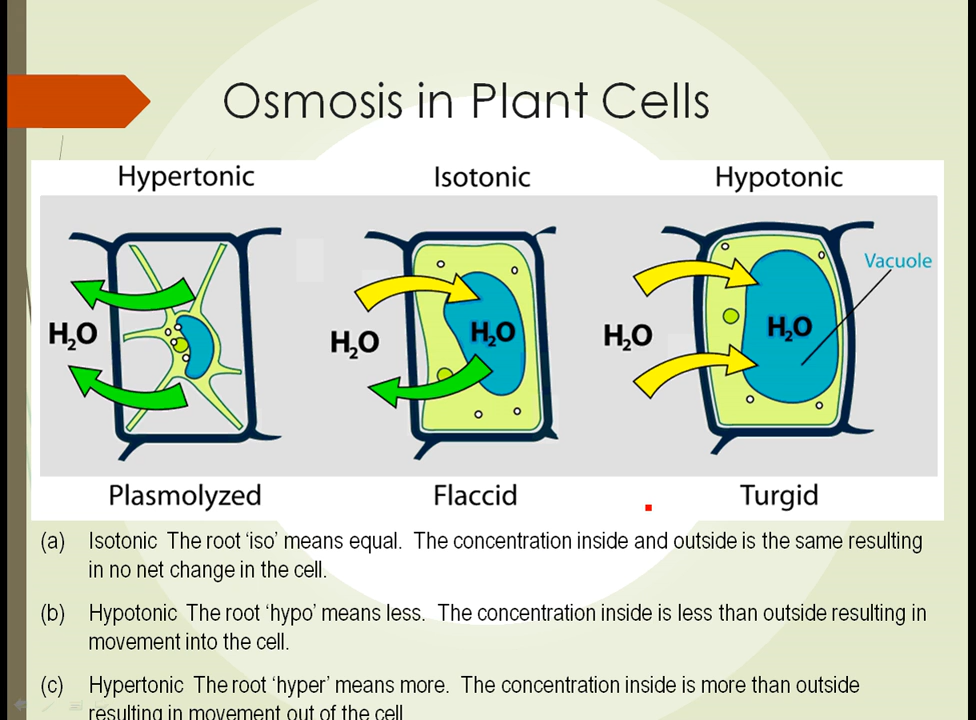 Osmosis in Plant Cells
Hypertonic
Isotonic
Hypotonic
Vacuole
H₂O
H₂O
H₂O
H₂O
H₂O
Plasmolyzed
Flaccid
Turgid
(a) Isotonic The root ‘iso’ means equal. The concentration inside and outside is the same resulting
in no net change in the cell.
(b) Hypotonic The root ‘hypo’ means less. The concentration inside is less than outside resulting in
movement into the cell.
(c) Hypertonic The root ‘hyper’ means more. The concentration inside is more than outside
resulting in movement out of the cell